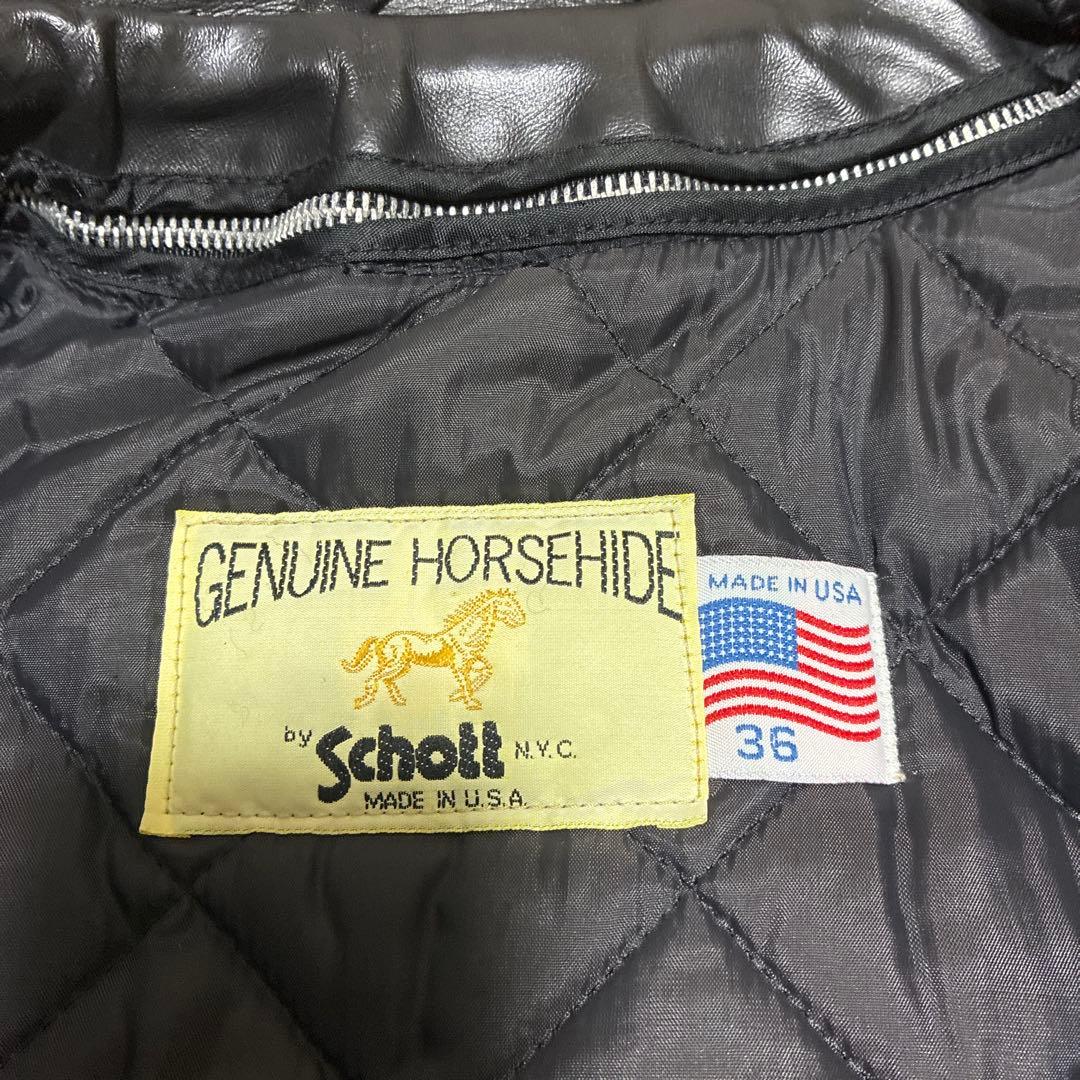 GENUINE HORSEHIDE
by Schott N.Y.C.
MADE IN U.S.A.
MADE IN USA
36